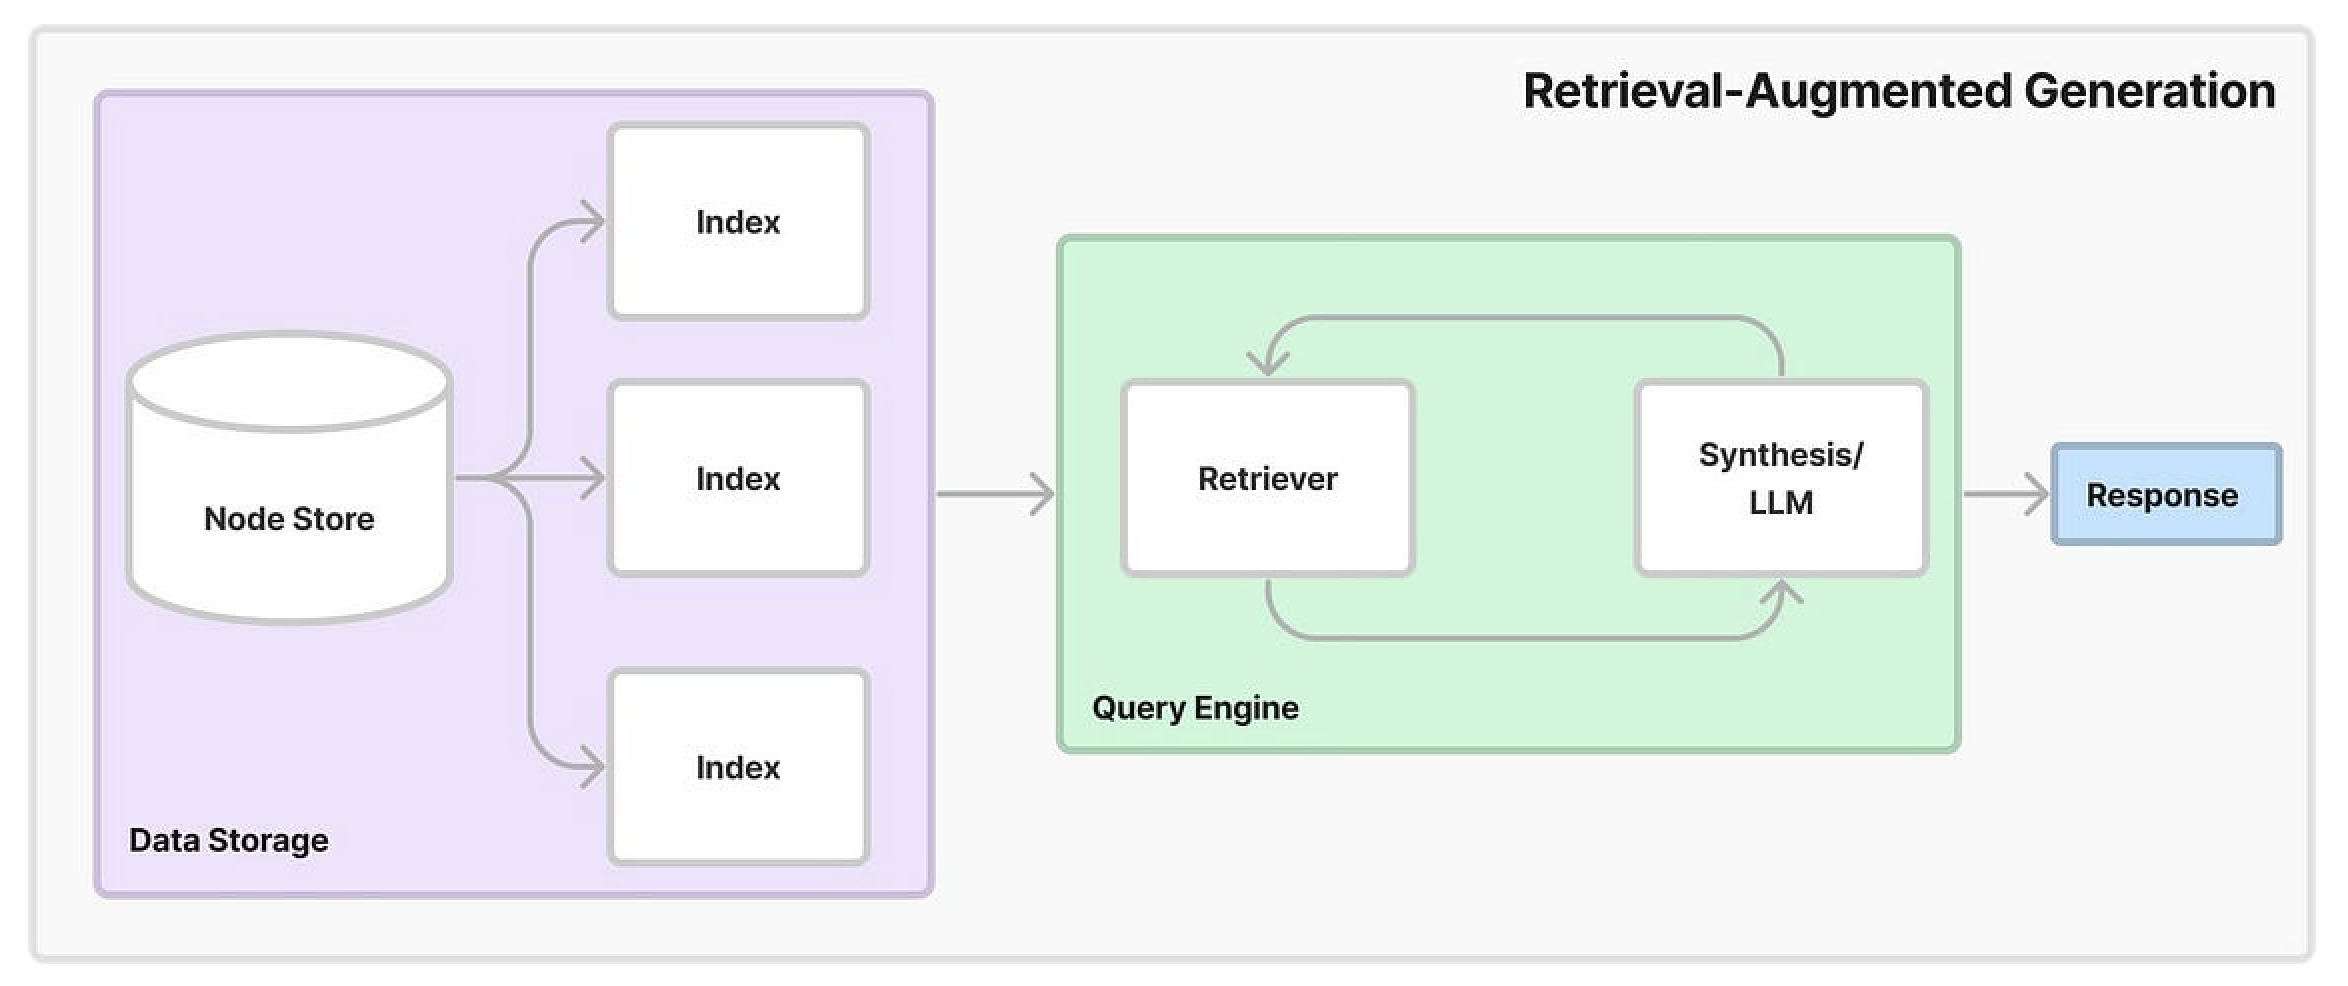 Retrieval-Augmented Generation
Index
Index
Node Store
Index
Data Storage
Retriever
Synthesis/
LLM
Query Engine
Response